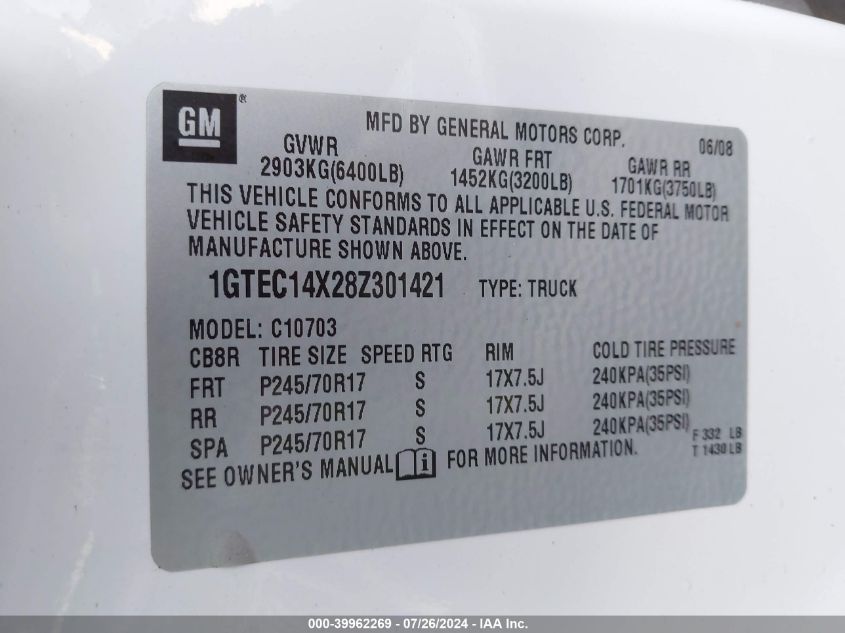 GM®
MFD BY GENERAL MOTORS CORP. 06/08
GVWR GAWR FRT GAWR RR
2903KG(6400LB) 1452KG(3200LB) 1701KG(3750LB)
THIS VEHICLE CONFORMS TO ALL APPLICABLE U.S. FEDERAL MOTOR
VEHICLE SAFETY STANDARDS IN EFFECT ON THE DATE OF
MANUFACTURE SHOWN ABOVE.
1GTEC14X28Z301421 TYPE: TRUCK
MODEL: C10703
CB8R TIRE SIZE SPEED RTG RIM COLD TIRE PRESSURE
FRT P245/70R17 S 17X7.5J 240KPA(35PSI)
RR P245/70R17 S 17X7.5J 240KPA(35PSI)
SPA P245/70R17 S 17X7.5J 240KPA(35PSI)
F 332 LB
T 1430 LB
SEE OWNER'S MANUAL i FOR MORE INFORMATION.
000-39962269 - 07/26/2024 - IAA Inc.